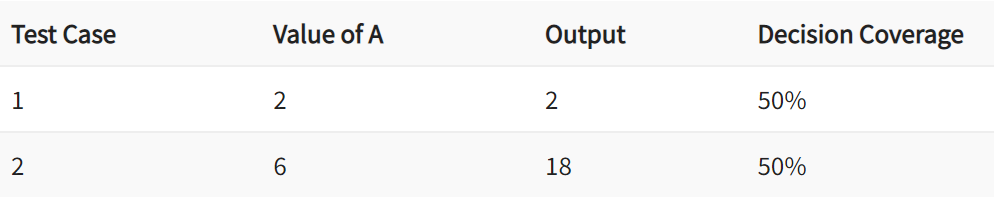 Test Case Value of A Output Decision Coverage
1 2 2 50%
2 6 18 50%